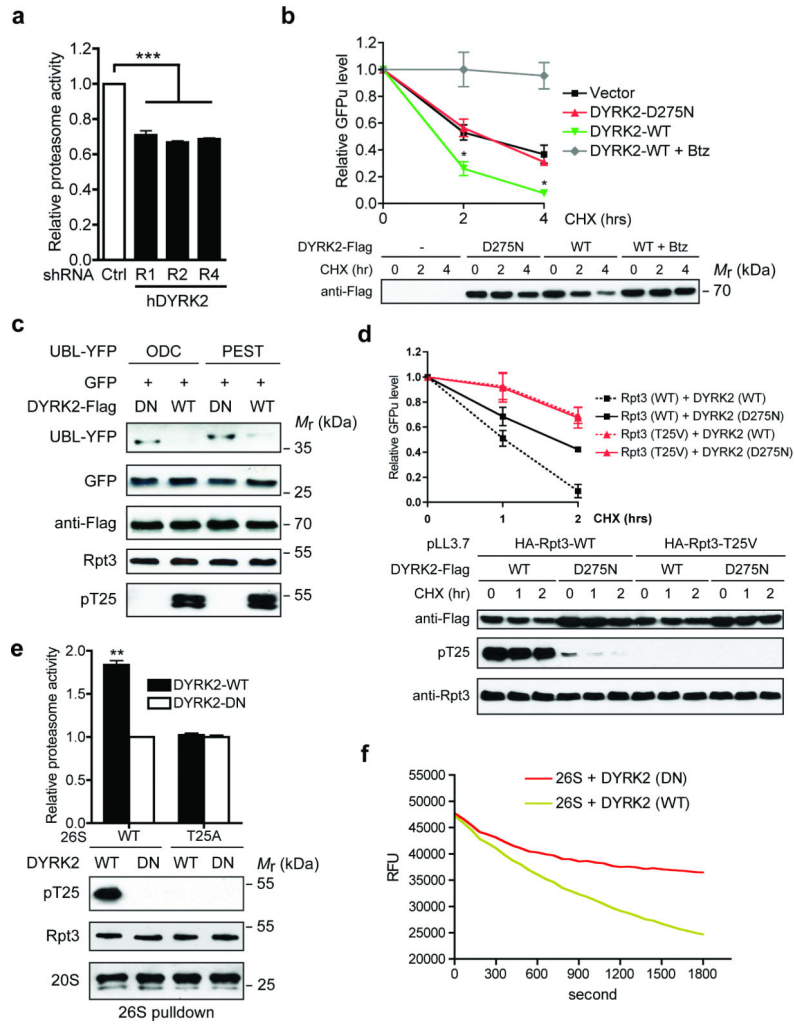 a
Relative proteasome activity
1.2
1.0
0.8
0.6
0.4
0.2
0.0
***
shRNA Ctrl R1 R2 R4
hDYRK2
b
Relative GFPu level
1.2
1.0
0.8
0.6
0.4
0.2
0.0
* *
0 2 4 CHX (hrs)
Vector
DYRK2-D275N
DYRK2-WT
DYRK2-WT + Btz
DYRK2-Flag - D275N WT WT + Btz
CHX (hr) 0 2 4 0 2 4 0 2 4 0 2 4 Mr (kDa)
anti-Flag - 70
c
UBL-YFP ODC PEST
GFP + + + +
DYRK2-Flag DN WT DN WT Mr (kDa)
UBL-YFP - 35
GFP - 25
anti-Flag - 70
Rpt3 - 55
pT25 - 55
d
Relative GFPu level
1.2
1.0
0.8
0.6
0.4
0.2
0.0
0 1 2 CHX (hrs)
Rpt3 (WT) + DYRK2 (WT)
Rpt3 (WT) + DYRK2 (D275N)
Rpt3 (T25V) + DYRK2 (WT)
Rpt3 (T25V) + DYRK2 (D275N)
pLL3.7 HA-Rpt3-WT HA-Rpt3-T25V
DYRK2-Flag WT D275N WT D275N
CHX (hr) 0 1 2 0 1 2 0 1 2 0 1 2
anti-Flag
pT25
anti-Rpt3
e
Relative proteasome activity
2.0
1.5
1.0
0.5
0.0
**
DYRK2-WT
DYRK2-DN
26S WT T25A
DYRK2 WT DN WT DN Mr (kDa)
pT25 - 55
Rpt3 - 55
20S - 25
26S pulldown
f
RFU
55000
50000
45000
40000
35000
30000
25000
20000
26S + DYRK2 (DN)
26S + DYRK2 (WT)
0 300 600 900 1200 1500 1800
second